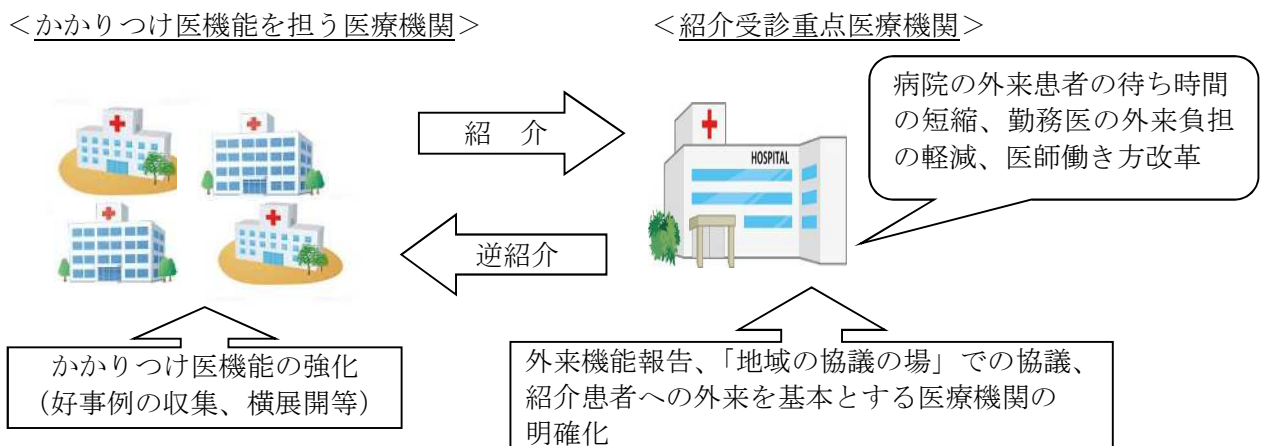 ＜かかりつけ医機能を担う医療機関＞
＜紹介受診重点医療機関＞
病院の外来患者の待ち時間
の短縮、勤務医の外来負担
の軽減、医師働き方改革
紹　介
HOSPITAL
逆紹介
かかりつけ医機能の強化
（好事例の収集、横展開等）
外来機能報告、「地域の協議の場」での協議、
紹介患者への外来を基本とする医療機関の
明確化